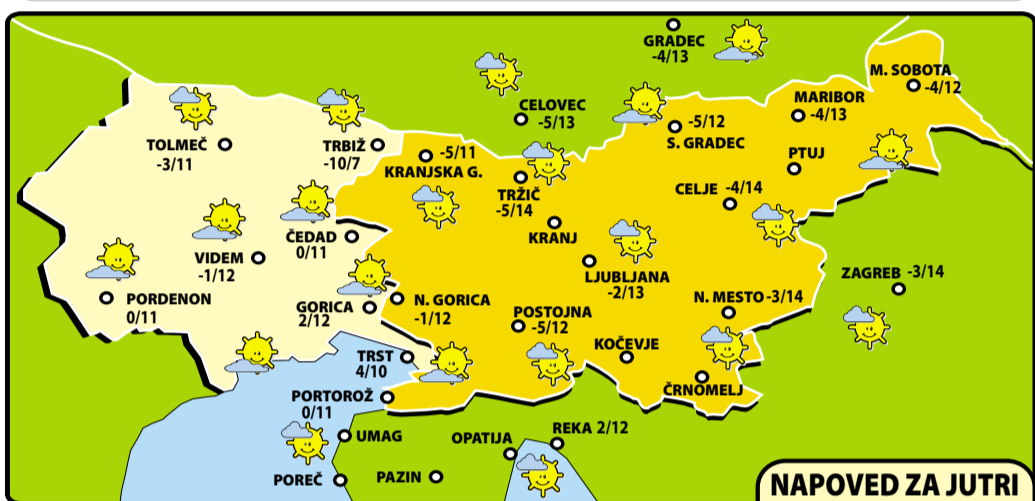 GRADEC
-4/13
M. SOBOTA
-4/12
CELOVEC
-5/13
MARIBOR
-4/13
-5/12
S. GRADEC
TOLMEČ
-3/11
TRBIŽ
-10/7
-5/11
KRANJSKA G.
PTUJ
TRŽIČ
-5/14
CELJE -4/14
KRANJ
ČEDAD
0/11
VIDEM
-1/12
LJUBLJANA
-2/13
ZAGREB -3/14
PORDENON
0/11
GORICA
2/12
N. GORICA
-1/12
N. MESTO -3/14
POSTOJNA
-5/12
KOČEVJE
TRST
4/10
ČRNOMELJ
PORTOROŽ
0/11
UMAG
OPATIJA
REKA 2/12
POREČ
PAZIN
NAPOVED ZA JUTRI